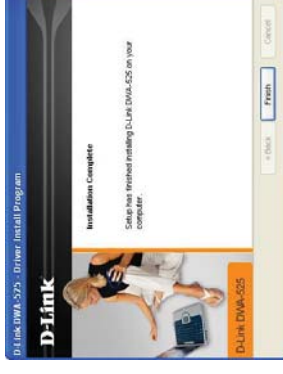 D-Link DWA-525 - Driver Install Program
D-Link
Installation Complete
Setup has finished installing D-Link DWA-525 on your
computer.
D-Link DWA-525
< Back
Finish
Cancel